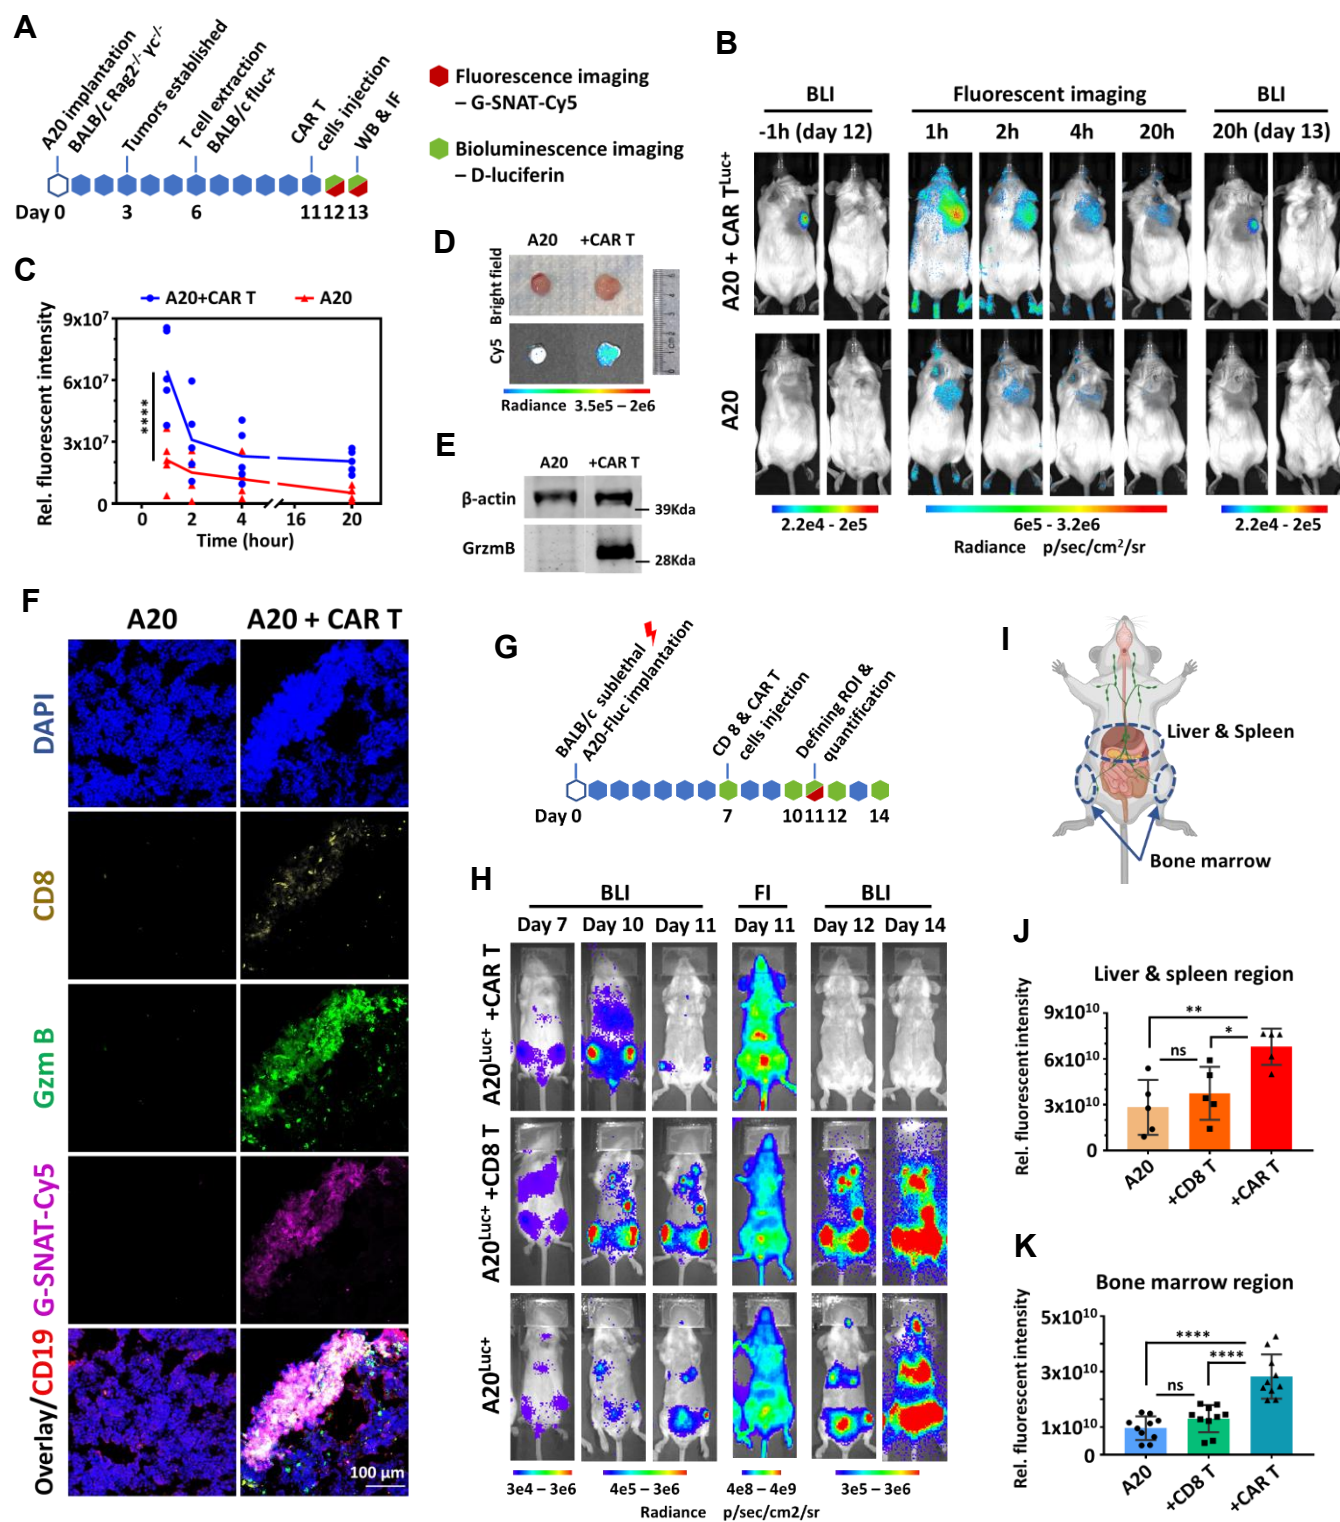 A
A20 implantation
BALB/c Rag2-/- γc-/-
Tumors established
T cell extraction
BALB/c fluc+
CAR T
cells injection
WB & IF
Day 0 3 6 11 12 13
Fluorescence imaging
– G-SNAT-Cy5
Bioluminescence imaging
– D-luciferin
B
BLI Fluorescent imaging BLI
-1h (day 12) 1h 2h 4h 20h 20h (day 13)
A20 + CAR T Luc+
A20
2.2e4 - 2e5 6e5 - 3.2e6 2.2e4 - 2e5
Radiance p/sec/cm2/sr
C
A20+CAR T A20
Rel. fluorescent intensity
9x10⁷
6x10⁷
3x10⁷
0
****
0 2 4 16 20
Time (hour)
D
A20 +CAR T
Bright field
Cy5
Radiance 3.5e5 – 2e6
E
A20 +CAR T
β-actin
39Kda
GrzmB
28Kda
F
A20 A20 + CAR T
DAPI
CD8
Gzm B
G-SNAT-Cy5
Overlay/CD19
100 μm
G
BALB/c sublethal
A20-Fluc implantation
CD 8 & CAR T
cells injection
Defining ROI &
quantification
Day 0 7 10 11 12 14
H
BLI FI BLI
Day 7 Day 10 Day 11 Day 11 Day 12 Day 14
A20Luc+ +CAR T
A20Luc+ +CD8 T
A20Luc+
3e4 – 3e6 4e5 – 3e6 4e8 – 4e9 3e5 – 3e6
Radiance p/sec/cm2/sr
I
Liver & Spleen
Bone marrow
J
Liver & spleen region
Rel. fluorescent intensity
9x10¹⁰
6x10¹⁰
3x10¹⁰
0
**
*
ns
A20 +CD8 T +CAR T
K
Bone marrow region
Rel. fluorescent intensity
5x10¹⁰
3x10¹⁰
1x10¹⁰
0
****
****
ns
A20 +CD8 T +CAR T